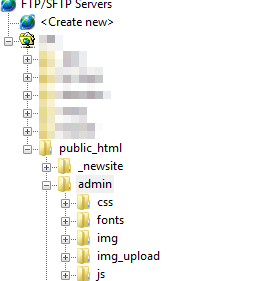 FTP/SFTP Servers
<Create new>
public_html
_newsite
admin
css
fonts
img
img_upload
js